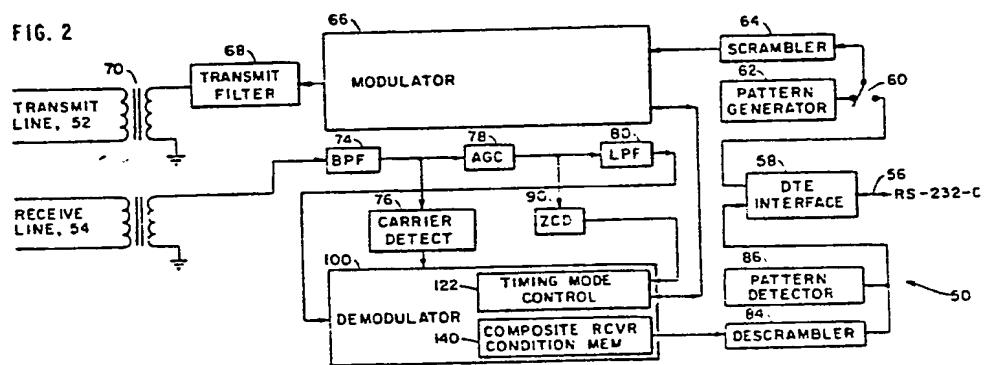 FIG. 2
66
64
SCRAMBLER
70
68
TRANSMIT
FILTER
MODULATOR
62
PATTERN
GENERATOR
60
TRANSMIT
LINE, 52
74
BPF
78
AGC
80
LPF
58
DTE
INTERFACE
56
RS-232-C
RECEIVE
LINE, 54
76
CARRIER
DETECT
90
ZCD
100
122
TIMING MODE
CONTROL
86
PATTERN
DETECTOR
50
DEMODULATOR
140
COMPOSITE RCVR
CONDITION MEM
84
DESCRAMBLER